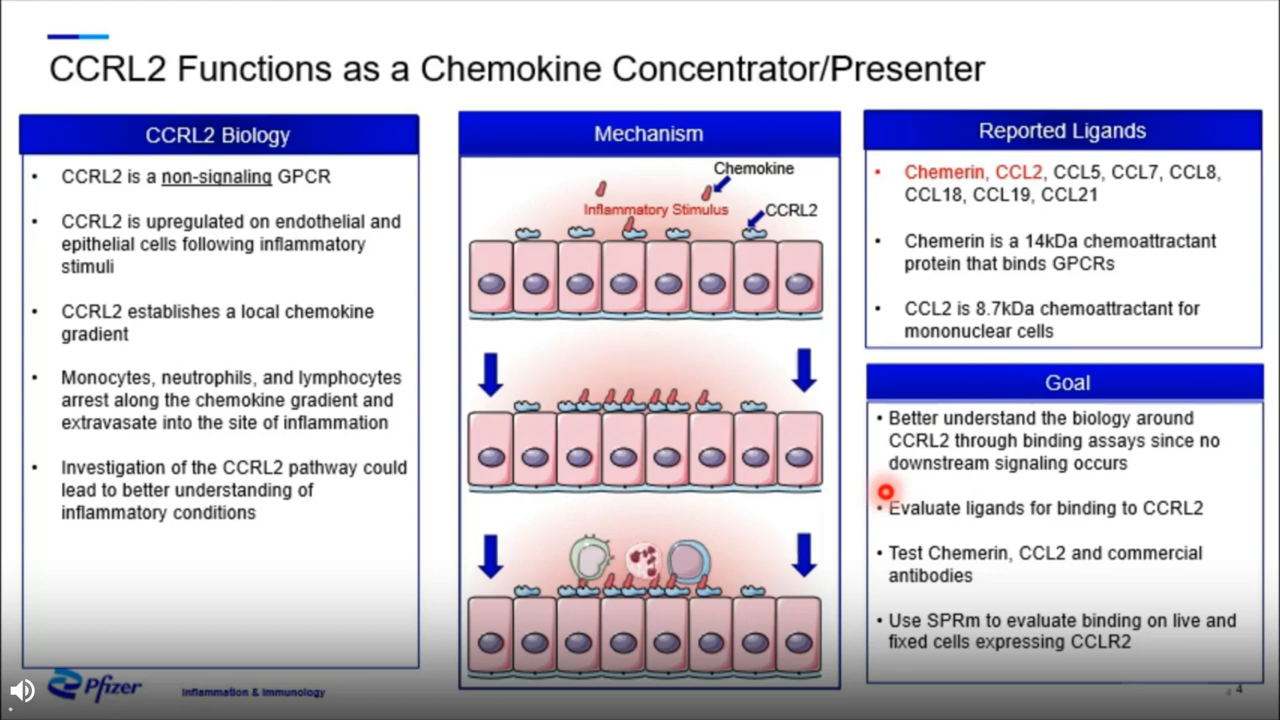 CCRL2 Functions as a Chemokine Concentrator/Presenter
CCRL2 Biology
• CCRL2 is a non-signaling GPCR
• CCRL2 is upregulated on endothelial and
epithelial cells following inflammatory
stimuli
• CCRL2 establishes a local chemokine
gradient
• Monocytes, neutrophils, and lymphocytes
arrest along the chemokine gradient and
extravasate into the site of inflammation
• Investigation of the CCRL2 pathway could
lead to better understanding of
inflammatory conditions
Mechanism
Chemokine
Inflammatory Stimulus
CCRL2
Reported Ligands
• Chemerin, CCL2, CCL5, CCL7, CCL8,
CCL18, CCL19, CCL21
• Chemerin is a 14kDa chemoattractant
protein that binds GPCRs
• CCL2 is 8.7kDa chemoattractant for
mononuclear cells
Goal
• Better understand the biology around
CCRL2 through binding assays since no
downstream signaling occurs
• Evaluate ligands for binding to CCRL2
• Test Chemerin, CCL2 and commercial
antibodies
• Use SPRm to evaluate binding on live and
fixed cells expressing CCLR2
Pfizer
Inflammation & Immunology
4